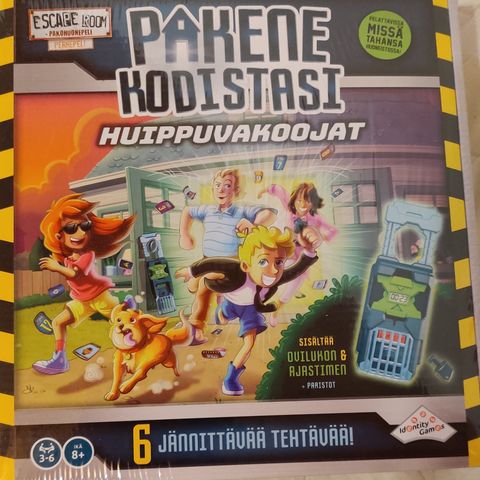 ESCAPE ROOM
- PAKOHUONEPELI
PERHEPELI
PAKENE
KODISTASI
HUIPPUVAKOOJAT
PELATTAVISSA
MISSÄ
TAHANSA
HUONEISTOSSA!
SISÄLTÄÄ
OVILUKON &
AJASTIMEN
+ PARISTOT
3-6
IKÄ
8+
6 JÄNNITTÄVÄÄ TEHTÄVÄÄ!
Identity
Games